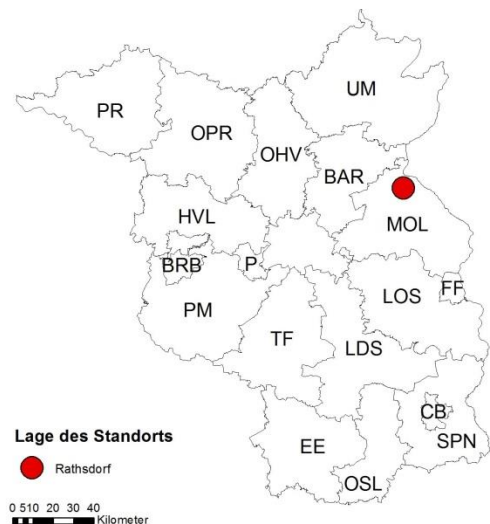 UM
PR
OPR
OHV
BAR
HVL
MOL
BRB
P
LOS
FF
PM
TF
LDS
CB
EE
SPN
OSL
Lage des Standorts
Rathsdorf
0 510 20 30 40
Kilometer